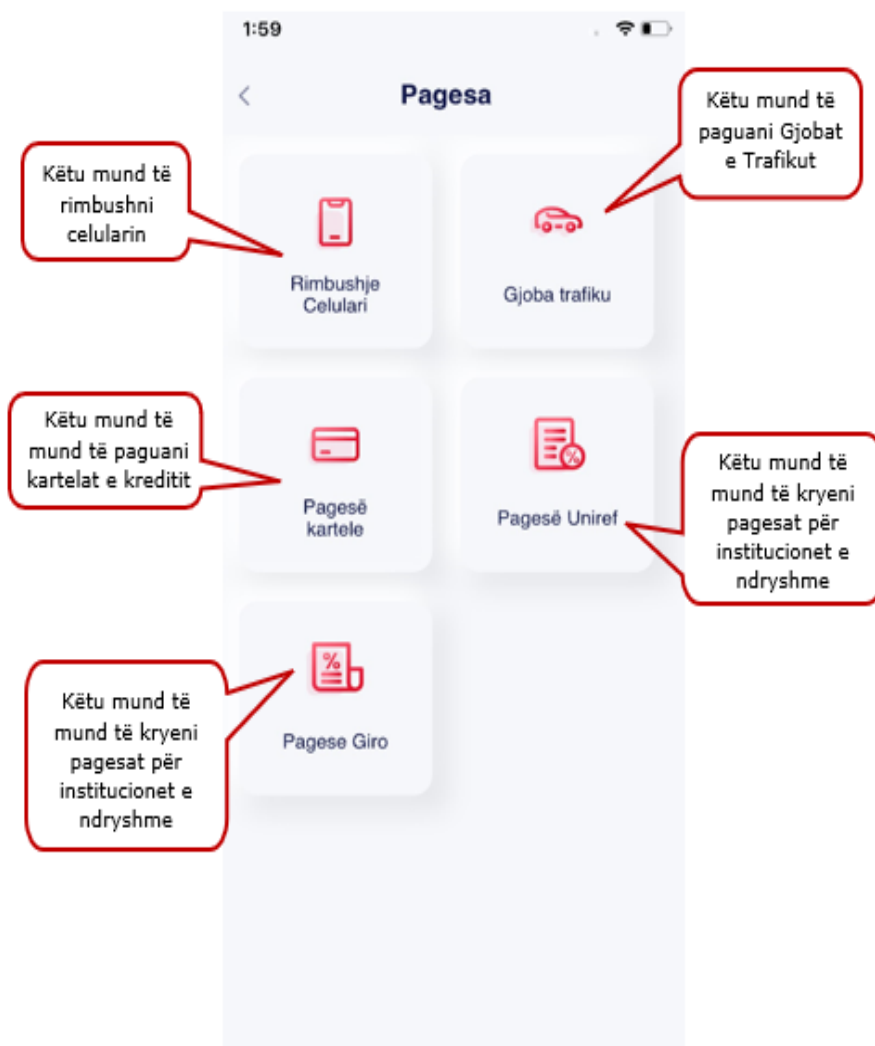 1:59
Pagesa
Këtu mund të
paguani Gjobat
e Trafikut
Këtu mund të
rimbushni
celularin
Rimbushje
Celulari
Gjoba trafiku
Këtu mund të
mund të paguani
kartelat e kreditit
Pagesë
kartele
Pagesë Uniref
Këtu mund të
mund të kryeni
pagesat për
institucionet e
ndryshme
Këtu mund të
mund të kryeni
pagesat për
institucionet e
ndryshme
Pagese Giro